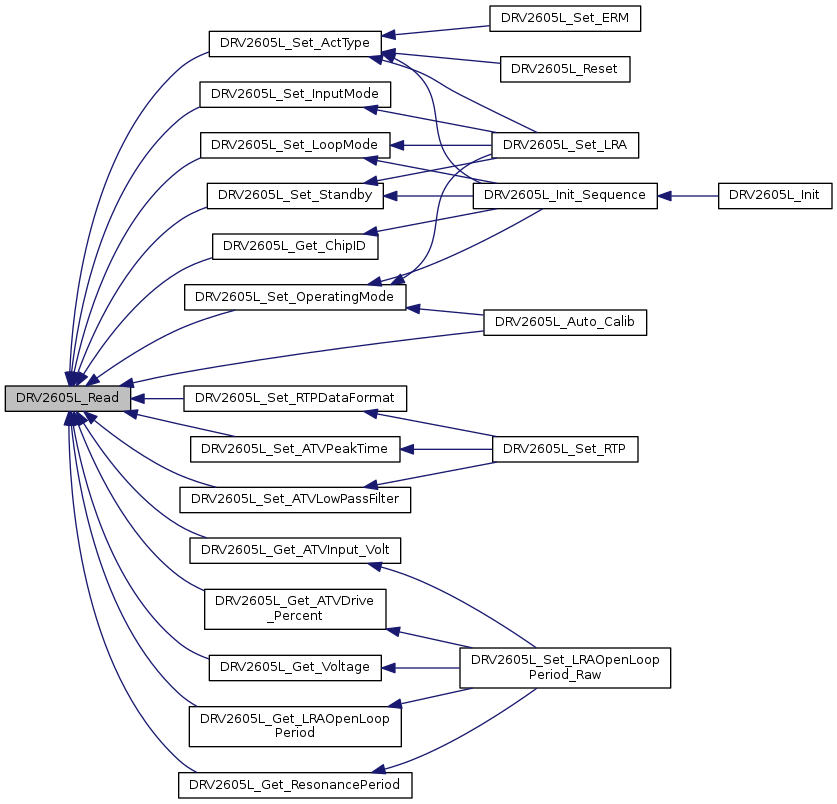 DRV2605L_Read
DRV2605L_Set_ActType
DRV2605L_Set_InputMode
DRV2605L_Set_LoopMode
DRV2605L_Set_Standby
DRV2605L_Get_ChipID
DRV2605L_Set_OperatingMode
DRV2605L_Set_RTPDataFormat
DRV2605L_Set_ATVPeakTime
DRV2605L_Set_ATVLowPassFilter
DRV2605L_Get_ATVInput_Volt
DRV2605L_Get_ATVDrive
_Percent
DRV2605L_Get_Voltage
DRV2605L_Get_LRAOpenLoop
Period
DRV2605L_Get_ResonancePeriod
DRV2605L_Set_ERM
DRV2605L_Reset
DRV2605L_Set_LRA
DRV2605L_Init_Sequence
DRV2605L_Auto_Calib
DRV2605L_Set_RTP
DRV2605L_Set_LRAOpenLoop
Period_Raw
DRV2605L_Init